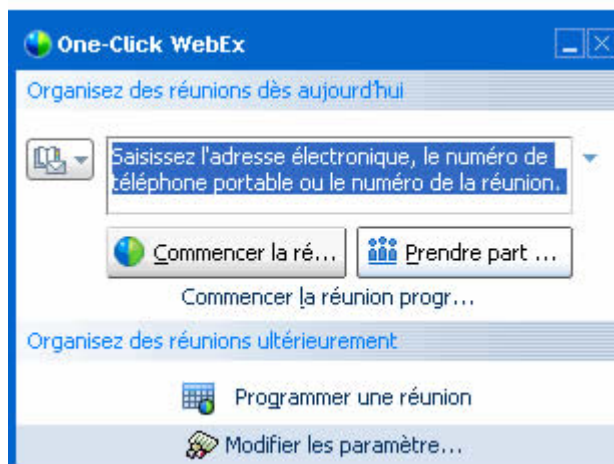 One-Click WebEx
Organisez des réunions dès aujourd'hui
Saisissez l'adresse électronique, le numéro de
téléphone portable ou le numéro de la réunion.
Commencer la ré...
Prendre part ...
Commencer la réunion progr...
Organisez des réunions ultérieurement
Programmer une réunion
Modifier les paramètre...